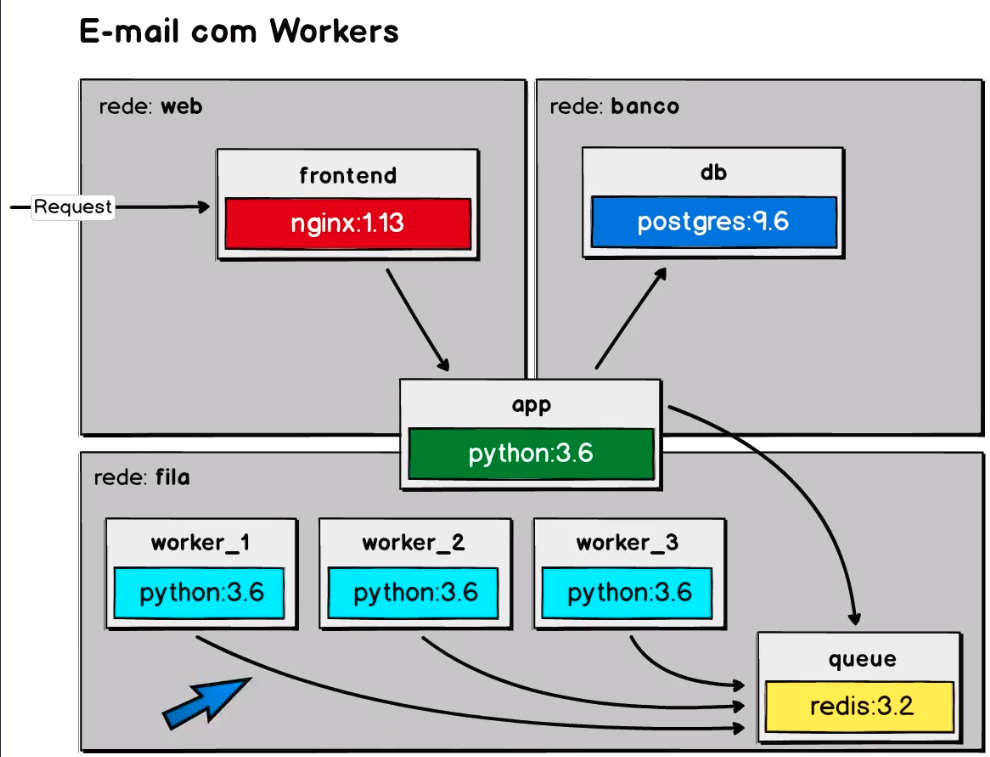 E-mail com Workers
rede: web
rede: banco
frontend
nginx:1.13
Request
db
postgres:9.6
app
python:3.6
rede: fila
worker_1
python:3.6
worker_2
python:3.6
worker_3
python:3.6
queue
redis:3.2